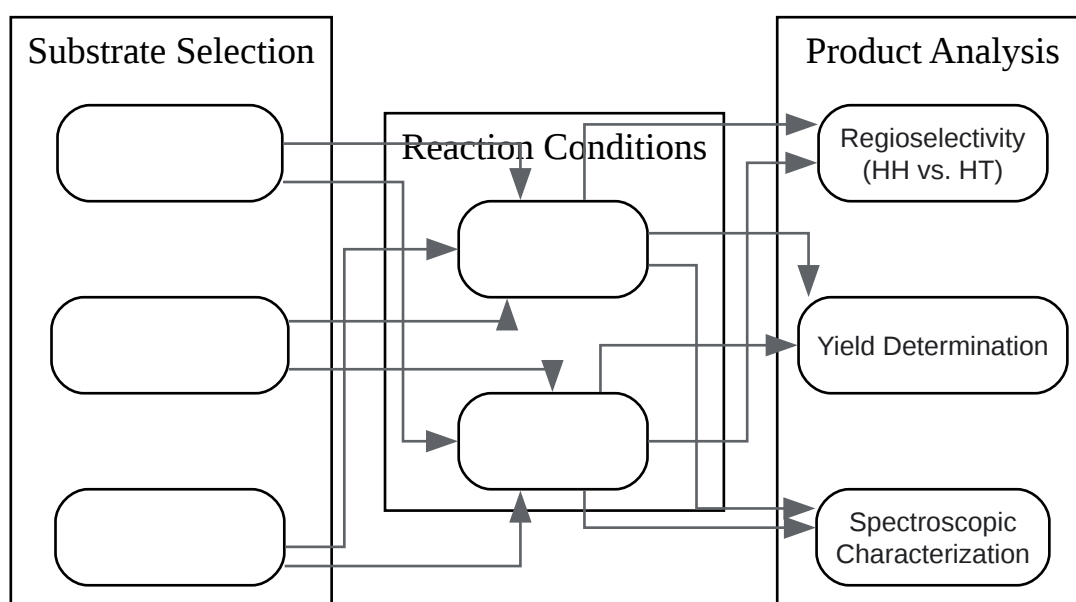 Substrate Selection
Reaction Conditions
Product Analysis
Regioselectivity
(HH vs. HT)
Yield Determination
Spectroscopic
Characterization